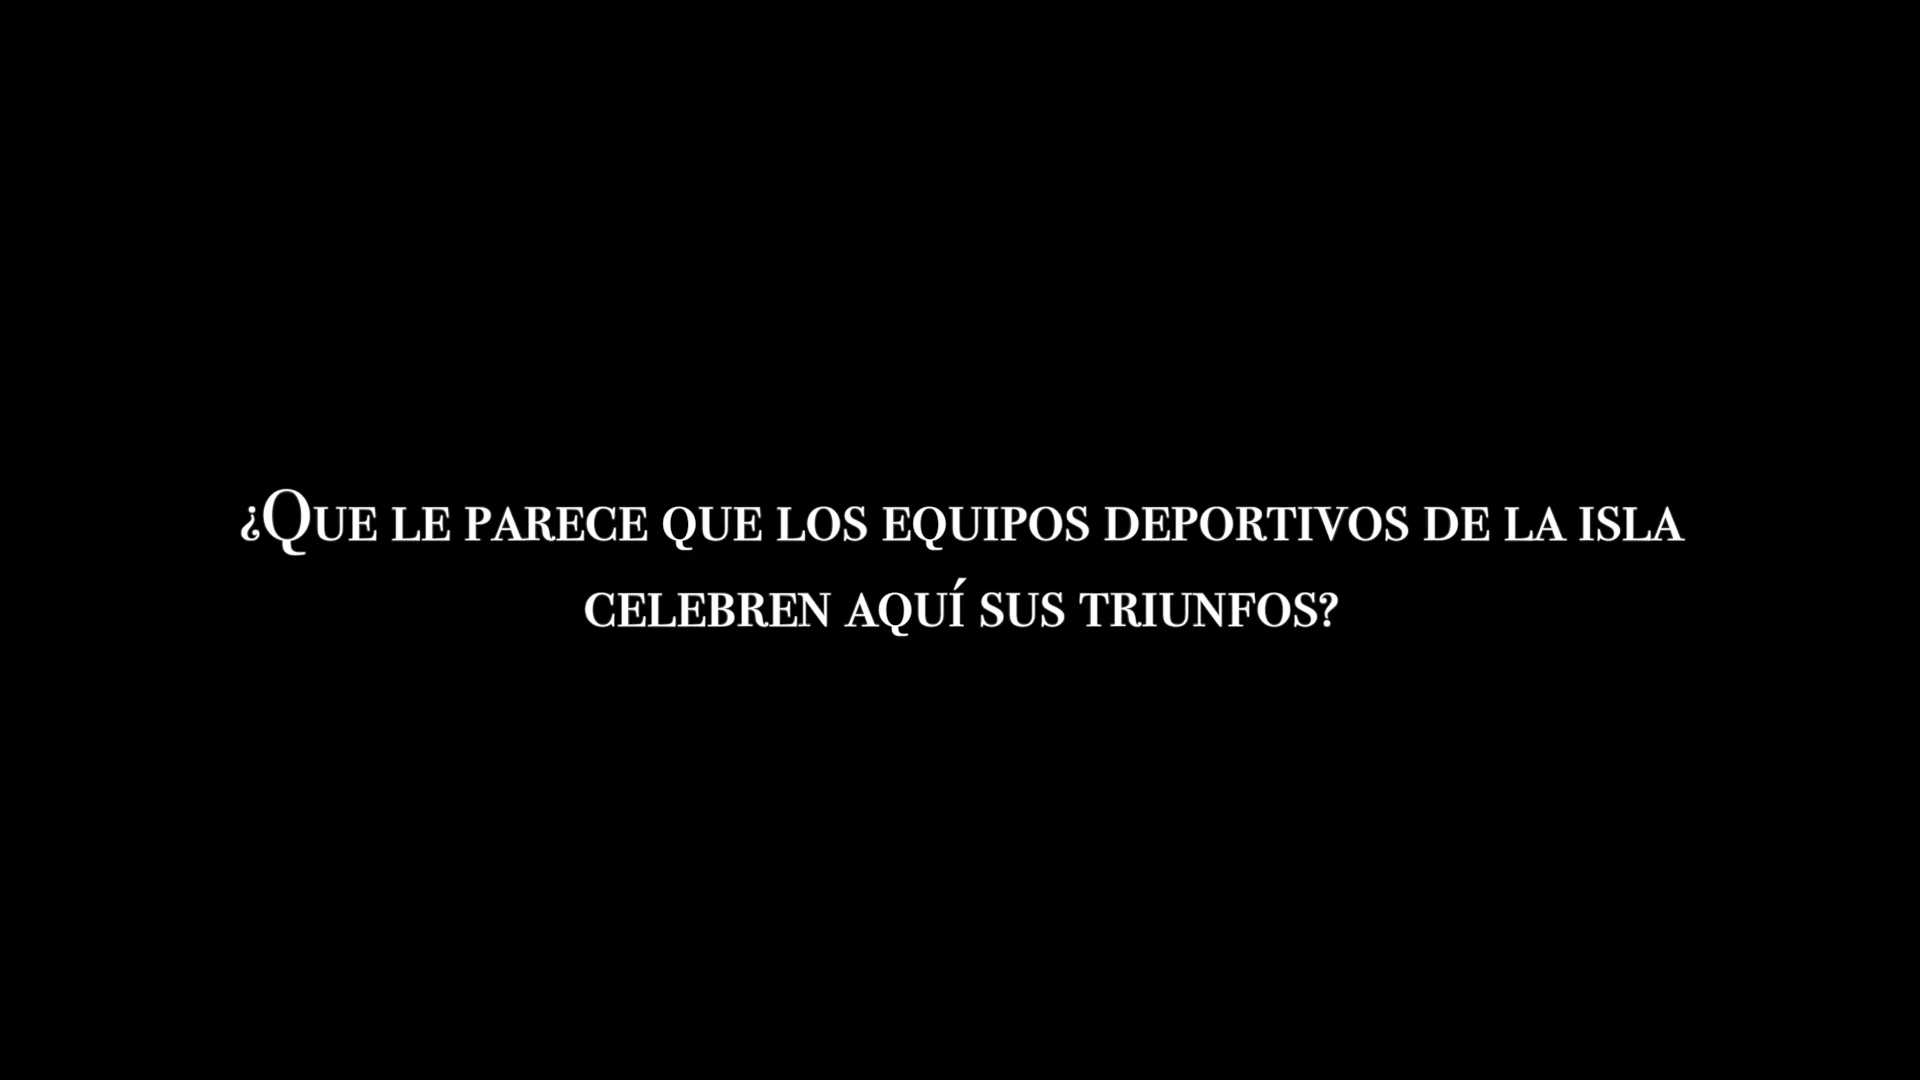 ¿Que le parece que los equipos deportivos de la isla
celebren aquí sus triunfos?